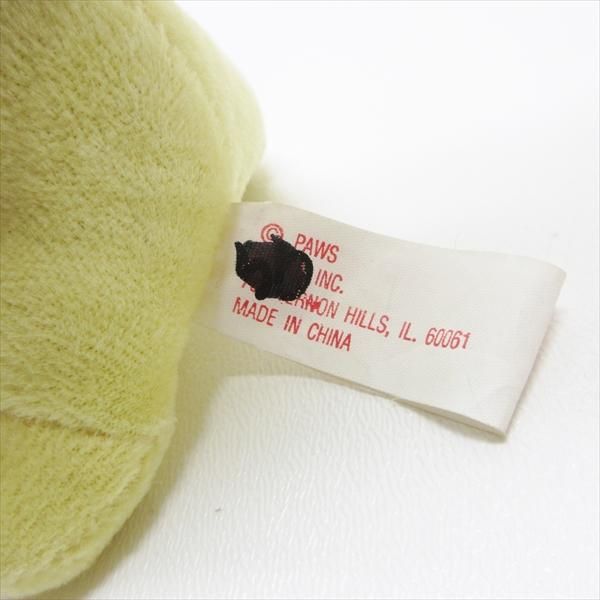 © PAWS
INC.
HILLS, IL. 60061
MADE IN CHINA